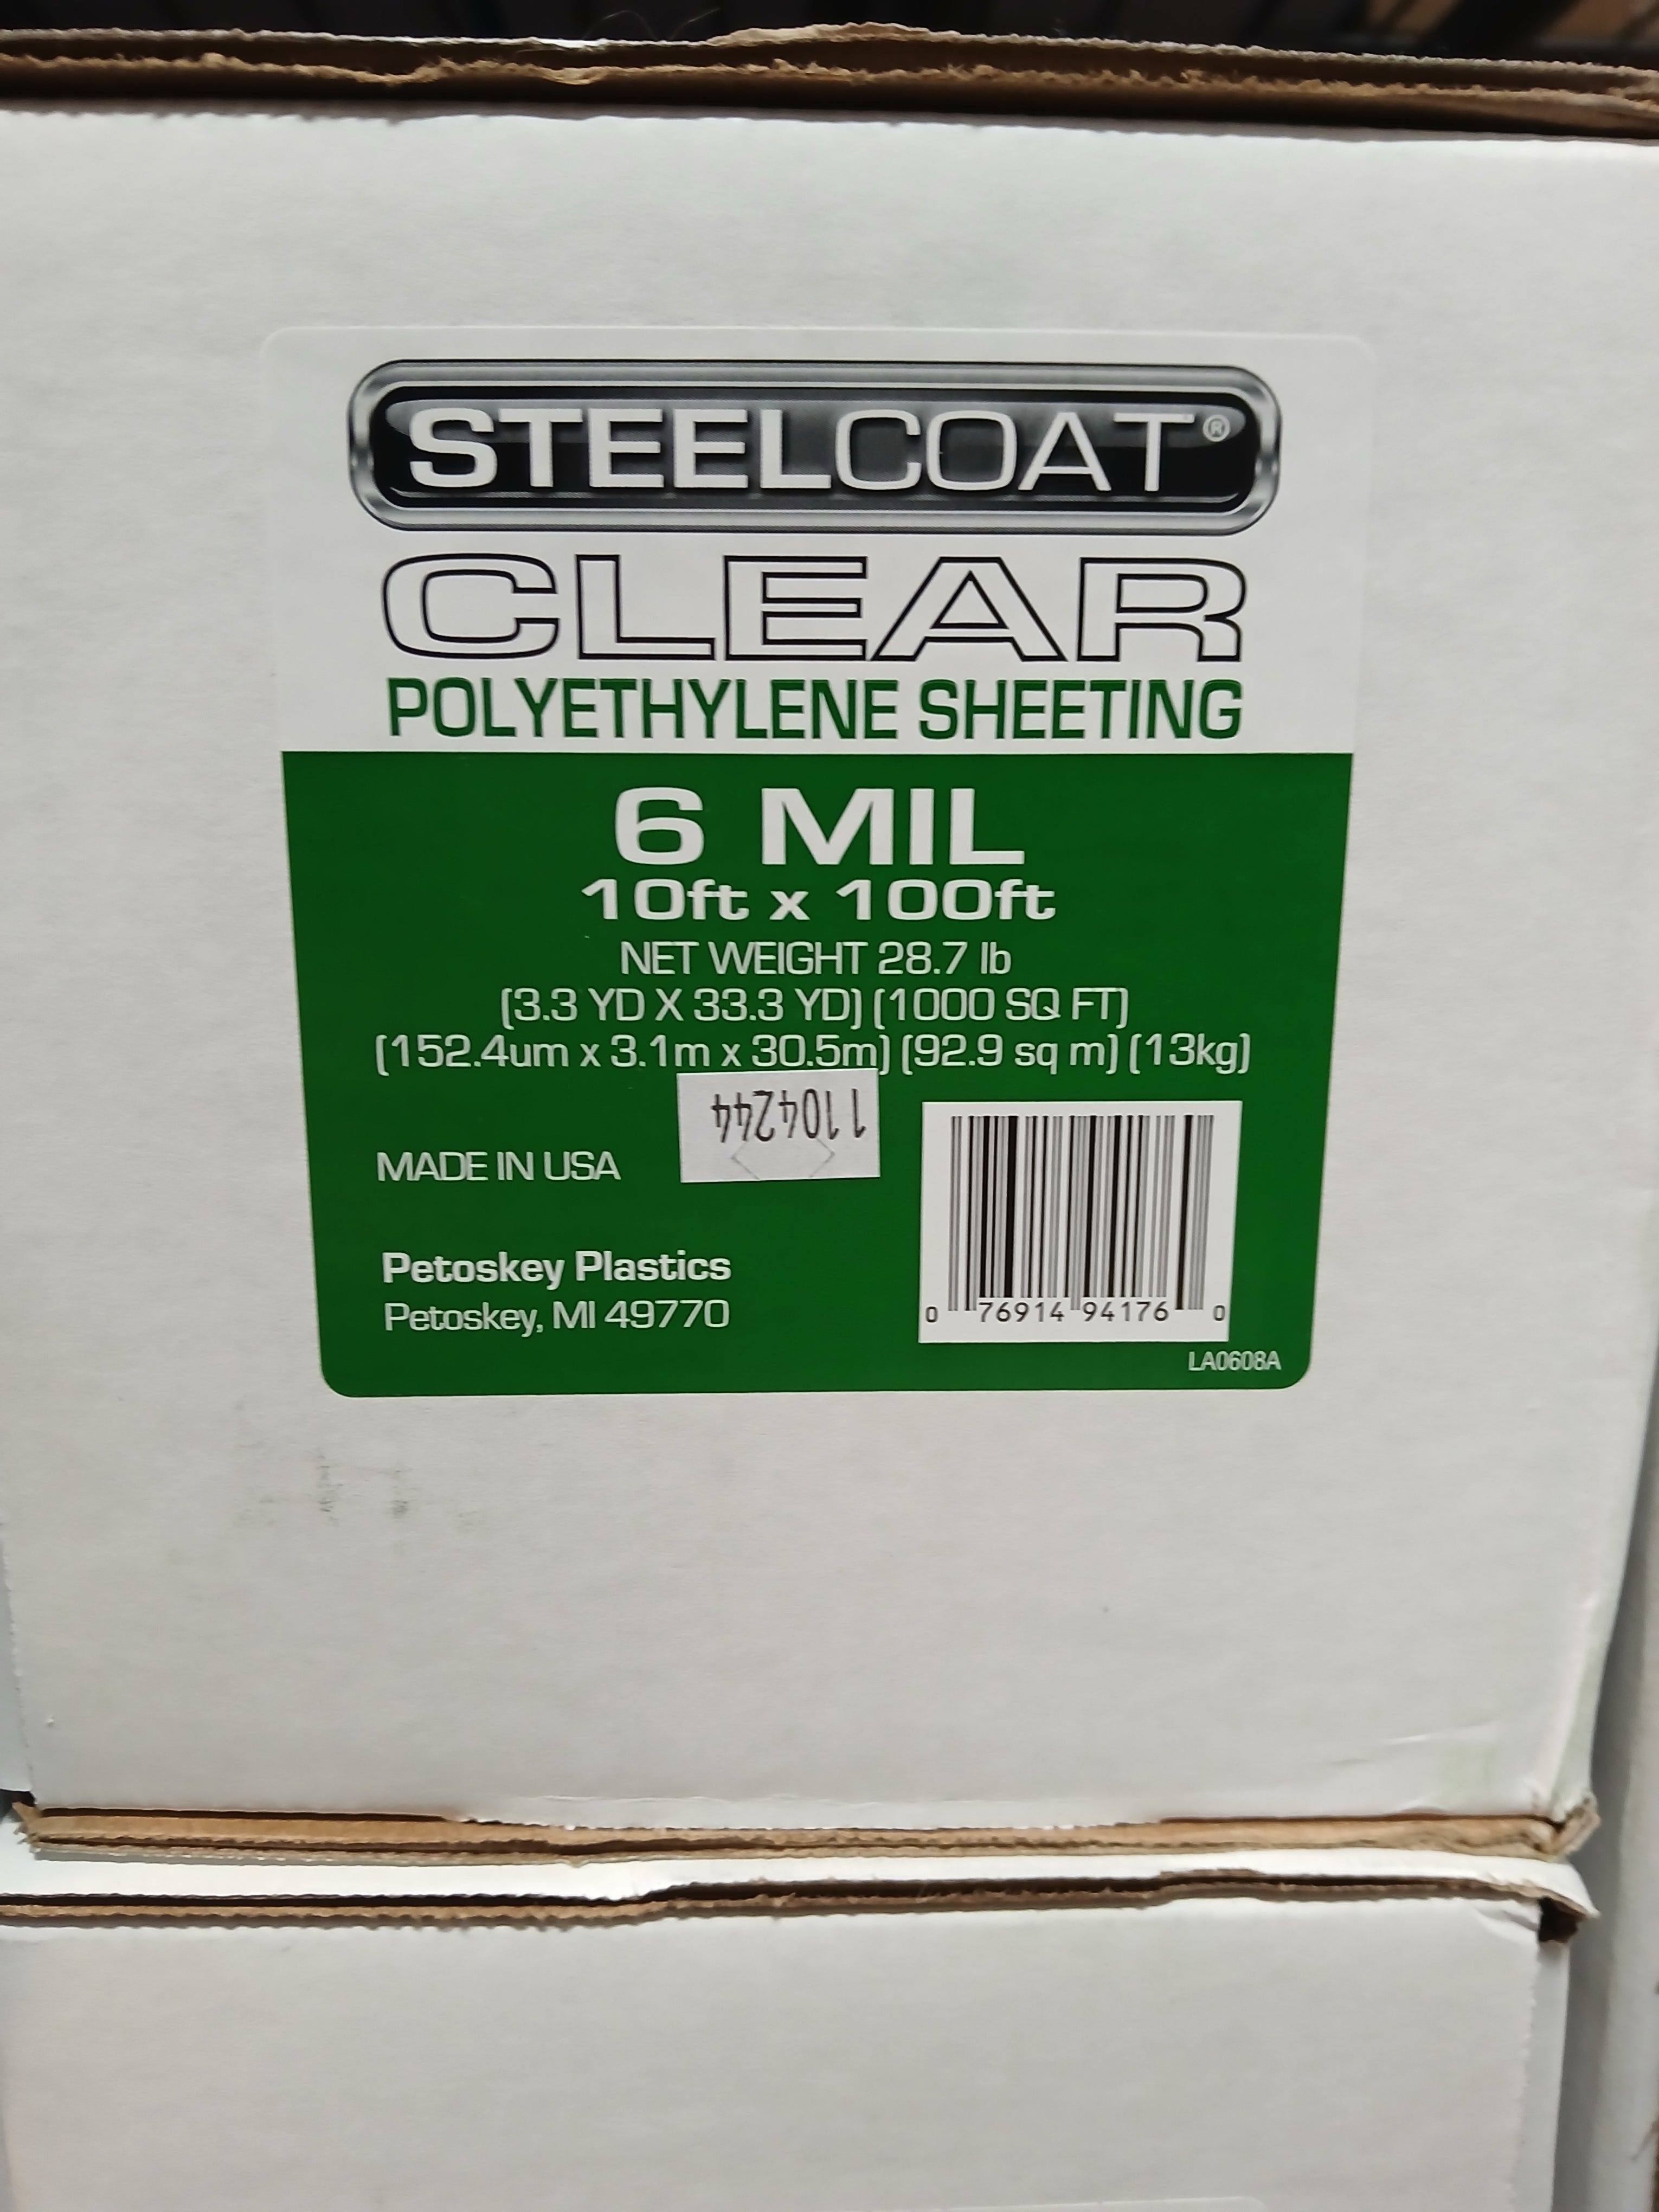 STEELCOAT®
CLEAR
POLYETHYLENE SHEETING
6 MIL
10ft x 100ft
NET WEIGHT 28.7 lb
(3.3 YD X 33.3 YD) (1000 SQ FT)
(152.4um x 3.1m x 30.5m) (92.9 sq m) (13kg)
1104244
MADE IN USA
Petoskey Plastics
Petoskey, MI 49770
0 76914 94176 0
LA0608A